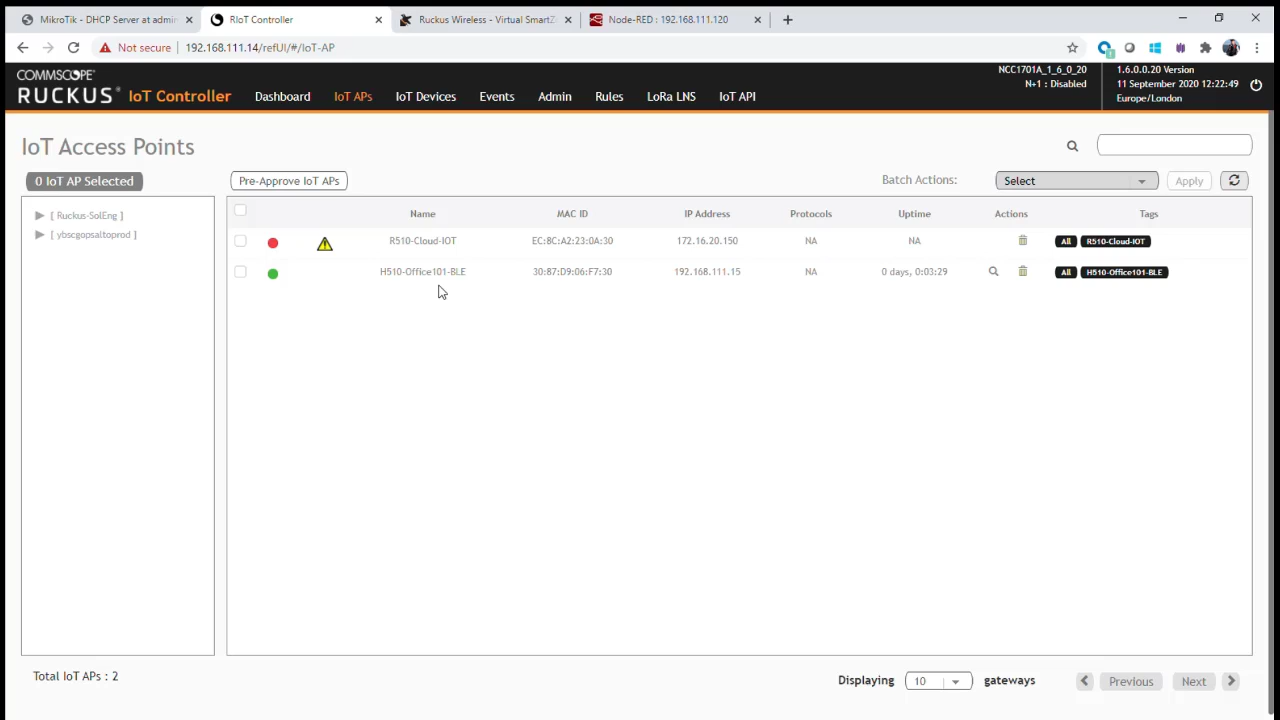 MikroTik - DHCP Server at admin
RIoT Controller
Ruckus Wireless - Virtual SmartZ
Node-RED : 192.168.111.120
Not secure
192.168.111.14/refUI/#/IoT-AP
COMMSCOPE
RUCKUS IoT Controller
Dashboard
IoT APs
IoT Devices
Events
Admin
Rules
LoRa LNS
IoT API
NCC1701A_1_6_0_20
N+1 : Disabled
1.6.0.0.20 Version
11 September 2020 12:22:49
Europe/London
IoT Access Points
0 IoT AP Selected
Pre-Approve IoT APs
Batch Actions:
Select
Apply
[ Ruckus-SolEng ]
[ ybscgopsaltoprod ]
Name MAC ID IP Address Protocols Uptime Actions Tags
R510-Cloud-IOT EC:8C:A2:23:0A:30 172.16.20.150 NA NA All R510-Cloud-IOT
H510-Office101-BLE 30:87:D9:06:F7:30 192.168.111.15 NA 0 days, 0:03:29 All H510-Office101-BLE
Total IoT APs : 2
Displaying 10 gateways
Previous
Next